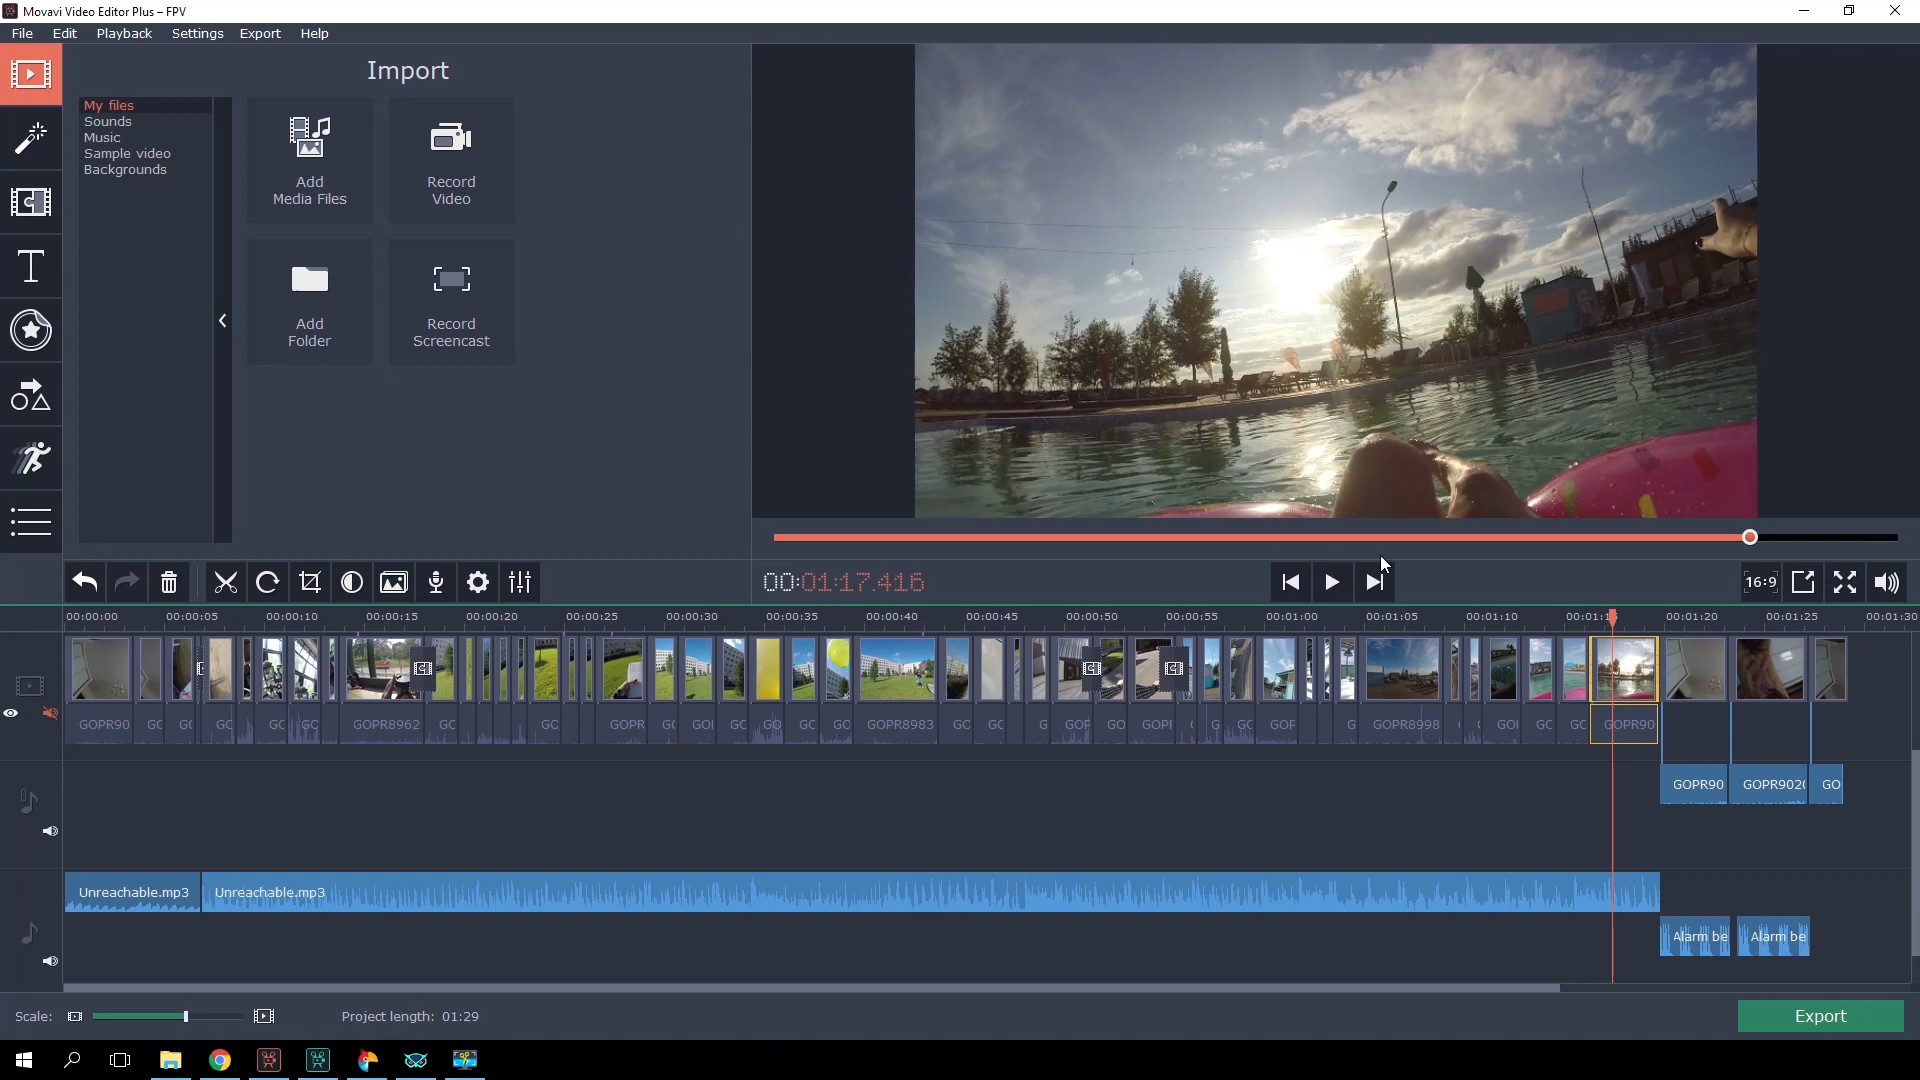 Movavi Video Editor Plus – FPV
File Edit Playback Settings Export Help
Import
My files
Sounds
Music
Sample video
Backgrounds
Add
Media Files
Record
Video
Add
Folder
Record
Screencast
00:01:17.416
16:9
00:00:00 00:00:05 00:00:10 00:00:15 00:00:20 00:00:25 00:00:30 00:00:35 00:00:40 00:00:45 00:00:50 00:00:55 00:01:00 00:01:05 00:01:10 00:01:15 00:01:20 00:01:25 00:01:30
GOPR90 GC GC GC GC GC GOPR8962 GC GC GOPR GC GOI GC GO GC GC GOPR8983 GC GC G GOF GO GOPI G GC GOF G GOPR8998 GOI GC GC GOPR90
GOPR90 GOPR902 GO
Unreachable.mp3 Unreachable.mp3
Alarm be Alarm be
Scale: Project length: 01:29
Export